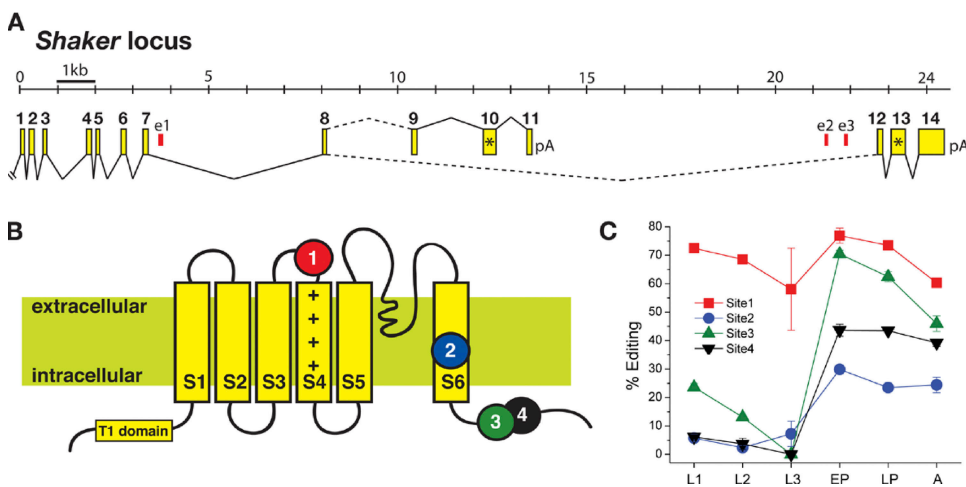 A
Shaker locus
1kb
0 5 10 15 20 24
1 2 3 4 5 6 7 e1 8 9 10 11 e2 e3 12 13 14
* pA * pA
B
extracellular
intracellular
1
+
+
+
+
2
S1 S2 S3 S4 S5 S6
T1 domain
3 4
C
80
70
60
50
40
30
20
10
0
% Editing
Site1
Site2
Site3
Site4
L1 L2 L3 EP LP A